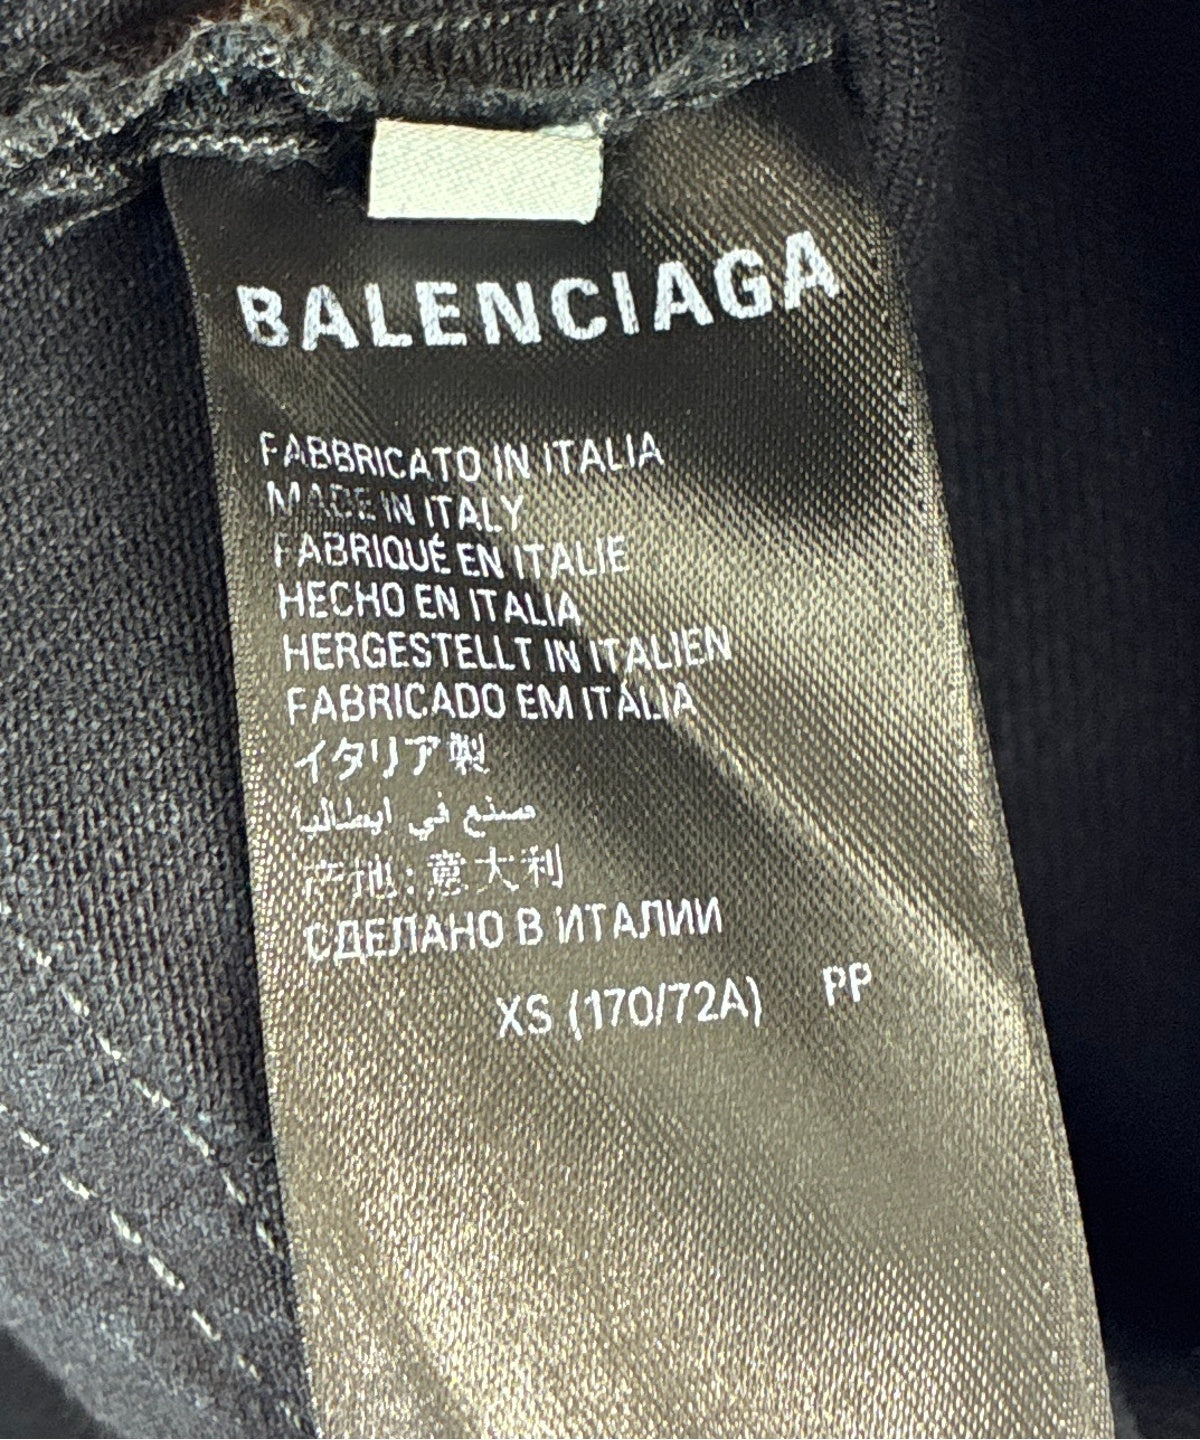 BALENCIAGA
FABBRICATO IN ITALIA
MADE IN ITALY
FABRIQUÉ EN ITALIE
HECHO EN ITALIA
HERGESTELLT IN ITALIEN
FABRICADO EM ITÁLIA
イタリア製
صنع في ايطاليا
产地:意大利
СДЕЛАНО В ИТАЛИИ
XS (170/72A) PP